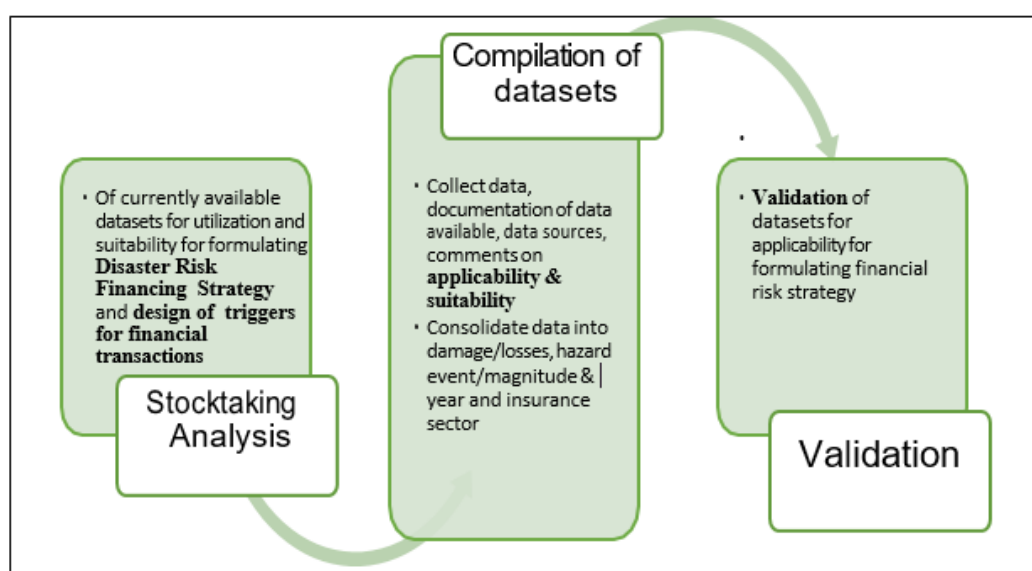 • Of currently available
datasets for utilization and
suitability for formulating
Disaster Risk
Financing Strategy
and design of triggers
for financial
transactions
Stocktaking
Analysis
Compilation of
datasets
• Collect data,
documentation of data
available, data sources,
comments on
applicability &
suitability
• Consolidate data into
damage/losses, hazard
event/magnitude &
year and insurance
sector
• Validation of
datasets for
applicability for
formulating financial
risk strategy
Validation